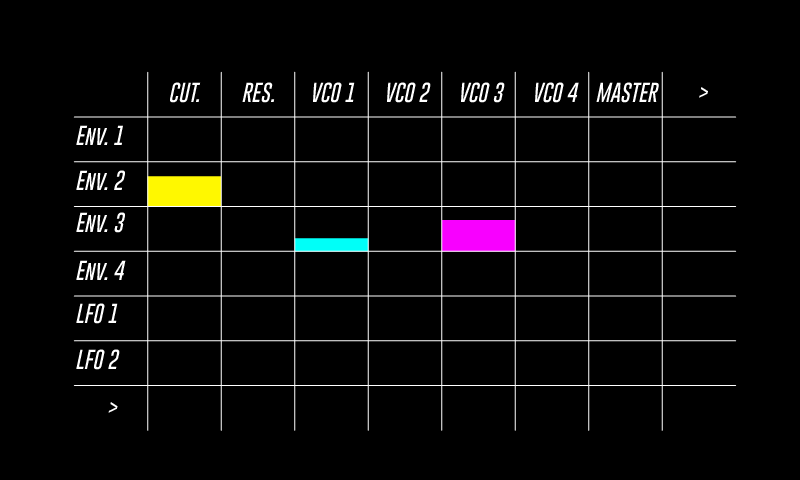 CUT. RES. VCO 1 VCO 2 VCO 3 VCO 4 MASTER >
ENV. 1
ENV. 2
ENV. 3
ENV. 4
LFO 1
LFO 2
>